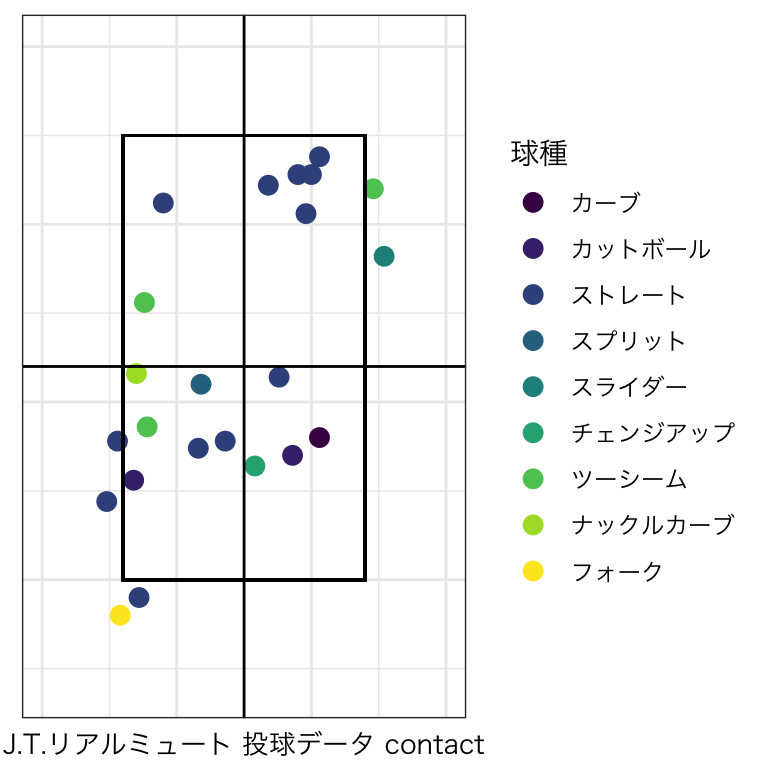 球種
カーブ
カットボール
ストレート
スプリット
スライダー
チェンジアップ
ツーシーム
ナックルカーブ
フォーク
J.T.リアルミュート 投球データ contact